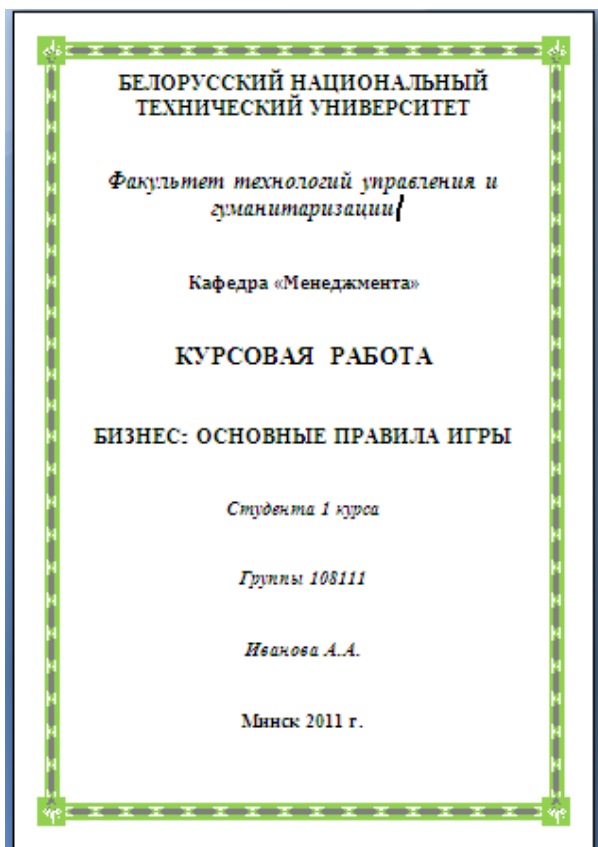 БЕЛОРУССКИЙ НАЦИОНАЛЬНЫЙ
ТЕХНИЧЕСКИЙ УНИВЕРСИТЕТ
Факультет технологий управления и
гуманитаризации
Кафедра «Менеджмента»
КУРСОВАЯ РАБОТА
БИЗНЕС: ОСНОВНЫЕ ПРАВИЛА ИГРЫ
Студента 1 курса
Группы 108111
Иванова А.А.
Минск 2011 г.